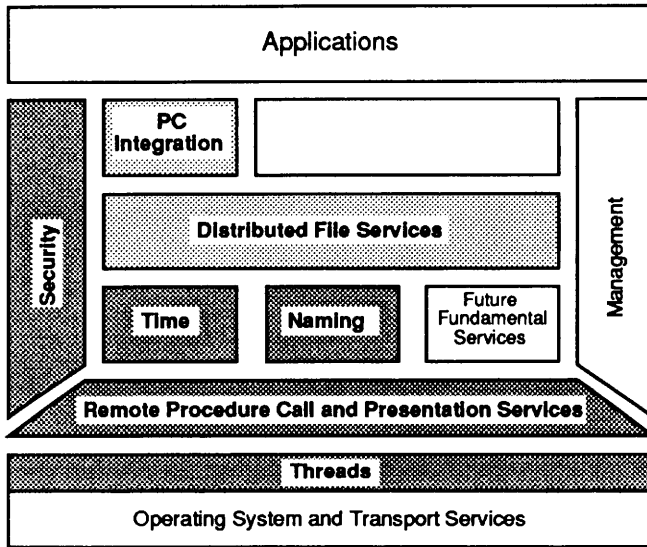 Applications
PC
Integration
Distributed File Services
Security
Management
Time
Naming
Future
Fundamental
Services
Remote Procedure Call and Presentation Services
Threads
Operating System and Transport Services